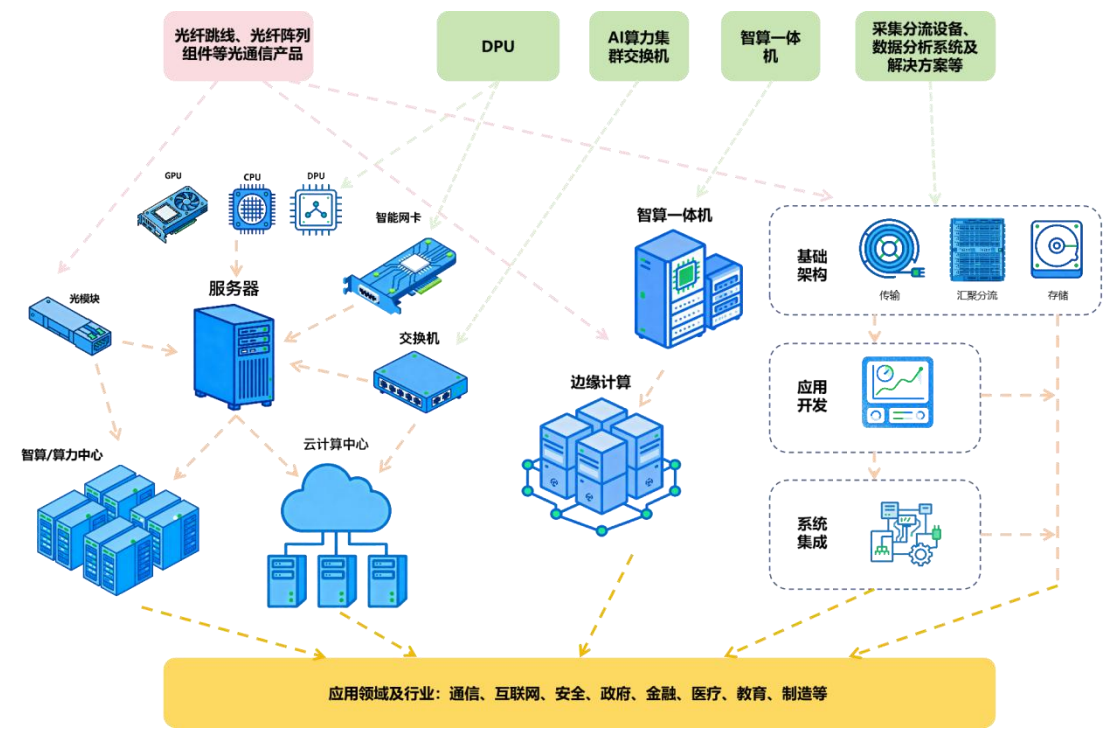 光纤跳线、光纤阵列
组件等光通信产品
DPU
AI算力集
群交换机
智算一体
机
采集分流设备、
数据分析系统及
解决方案等
GPU
CPU
DPU
智能网卡
智算一体机
基础
架构
传输
汇聚分流
存储
服务器
光模块
交换机
边缘计算
应用
开发
智算/算力中心
云计算中心
系统
集成
应用领域及行业：通信、互联网、安全、政府、金融、医疗、教育、制造等